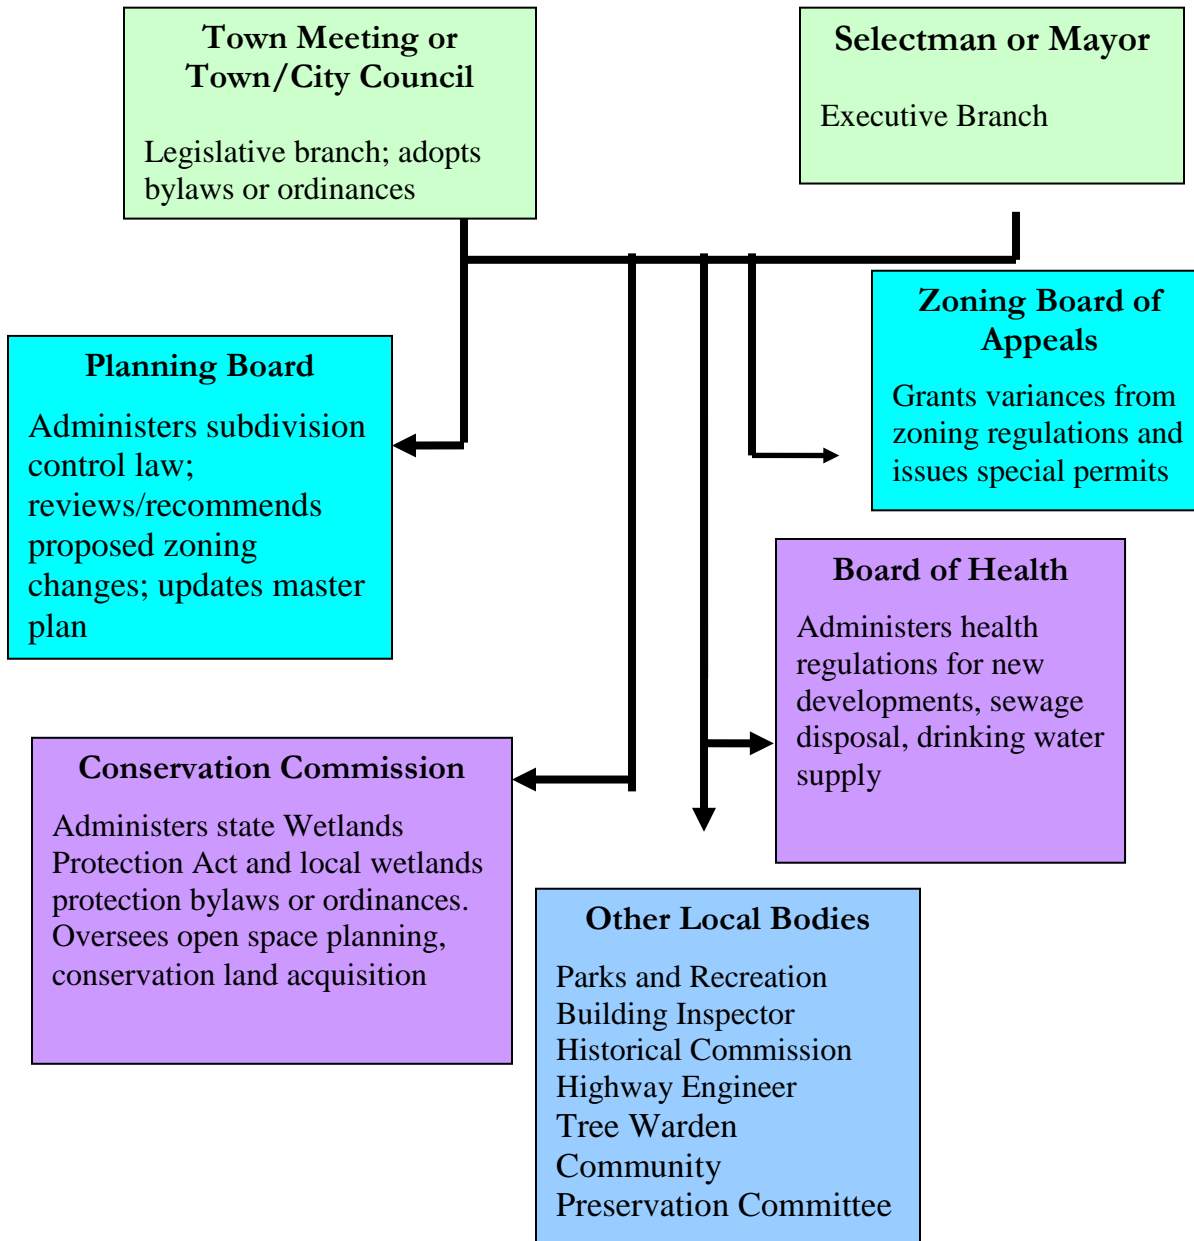 Town Meeting or
Town/City Council
Legislative branch; adopts
bylaws or ordinances
Selectman or Mayor
Executive Branch
Zoning Board of
Appeals
Grants variances from
zoning regulations and
issues special permits
Planning Board
Administers subdivision
control law;
reviews/recommends
proposed zoning
changes; updates master
plan
Board of Health
Administers health
regulations for new
developments, sewage
disposal, drinking water
supply
Conservation Commission
Administers state Wetlands
Protection Act and local wetlands
protection bylaws or ordinances.
Oversees open space planning,
conservation land acquisition
Other Local Bodies
Parks and Recreation
Building Inspector
Historical Commission
Highway Engineer
Tree Warden
Community
Preservation Committee